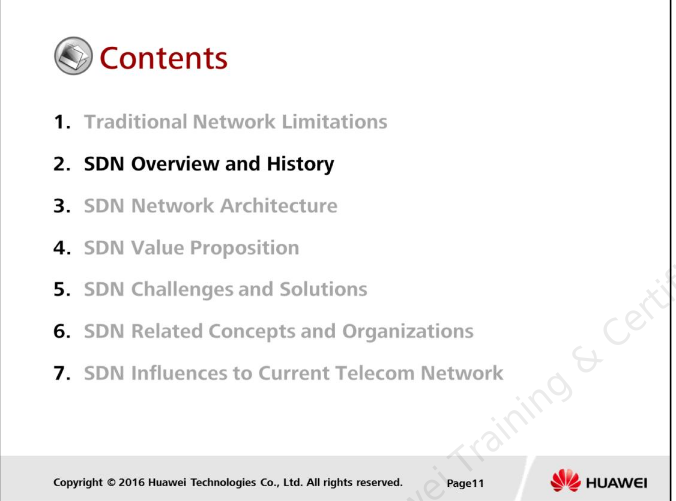 Contents
1. Traditional Network Limitations
2. SDN Overview and History
3. SDN Network Architecture
4. SDN Value Proposition
5. SDN Challenges and Solutions
6. SDN Related Concepts and Organizations
7. SDN Influences to Current Telecom Network
Training &
Copyright © 2016 Huawei Technologies Co., Ltd. All rights reserved.
Page11
HUAWEI